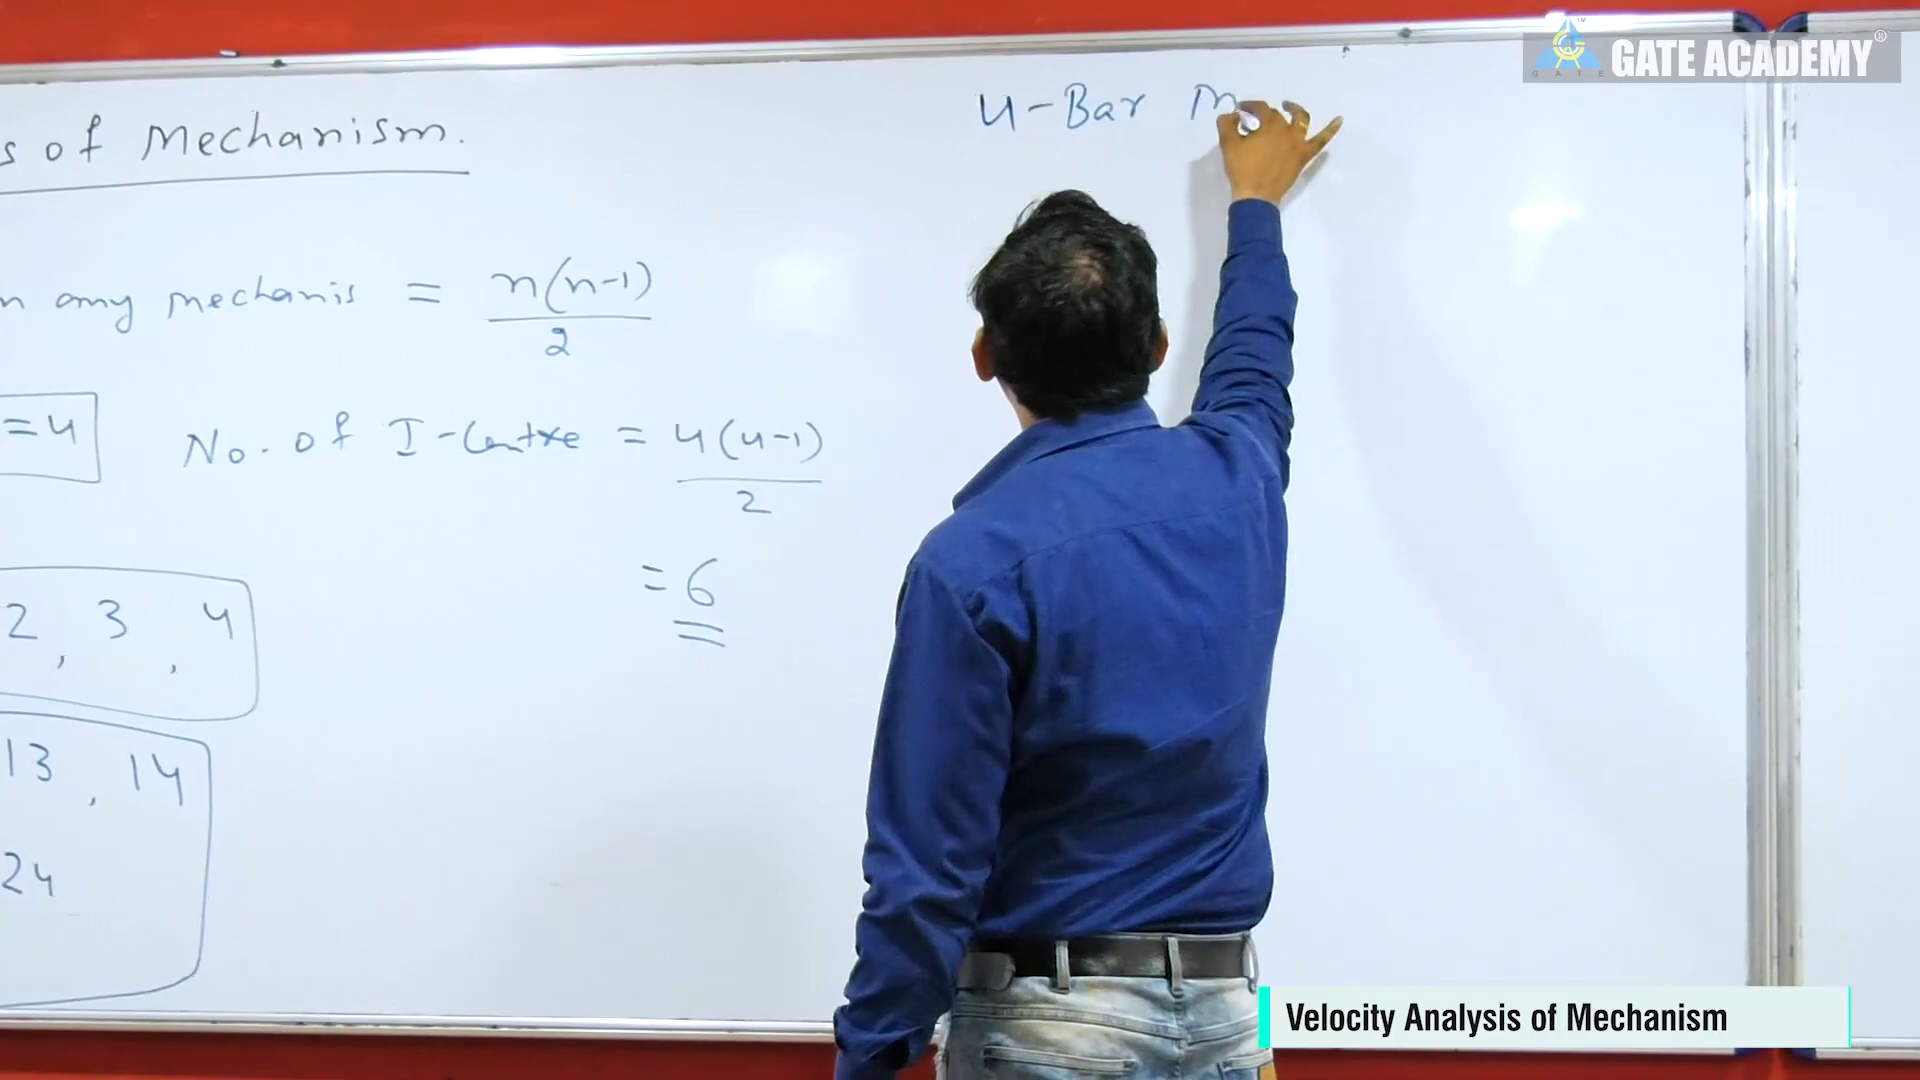 GATE ACADEMY®
GATE
s of Mechanism.
n any mechanis = n(n-1)/2
=4 No. of I-Centre = 4(4-1)/2
= 6
2, 3, 4
13, 14
24
4-Bar M
Velocity Analysis of Mechanism